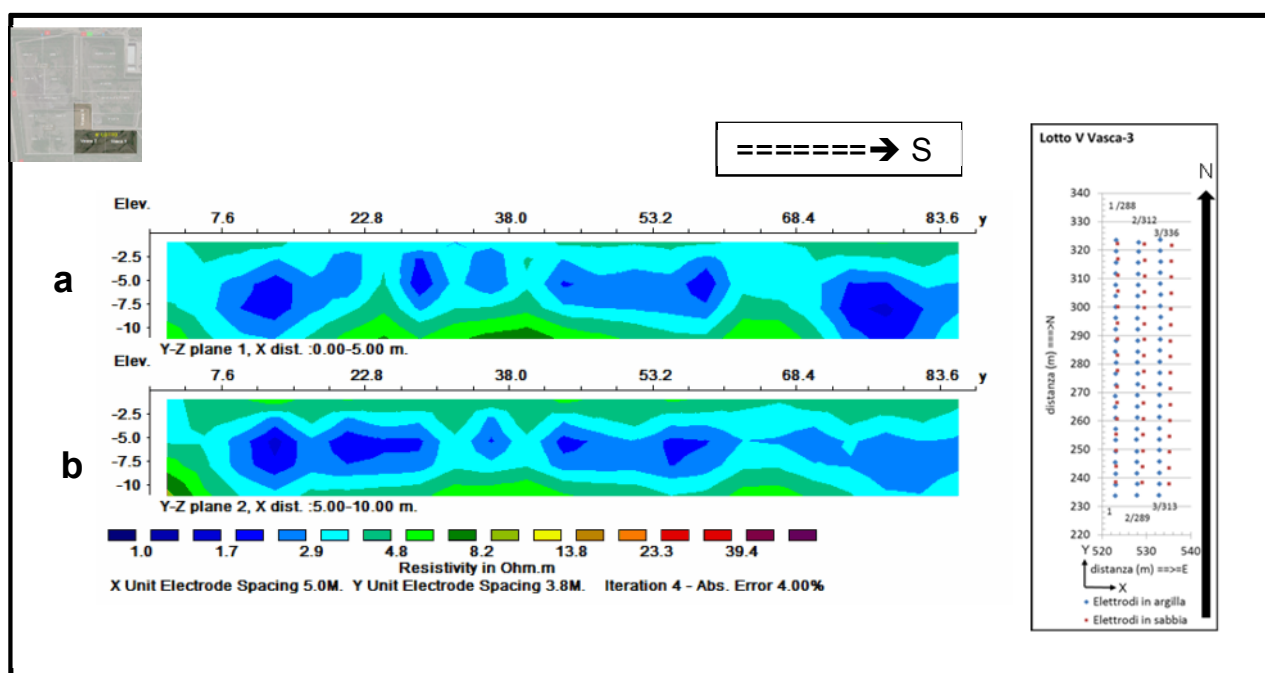 =======➔ S
Elev.
7.6 22.8 38.0 53.2 68.4 83.6 y
-2.5
a
-5.0
-7.5
-10
Y-Z plane 1, X dist. :0.00-5.00 m.
Elev.
7.6 22.8 38.0 53.2 68.4 83.6 y
-2.5
-5.0
b
-7.5
-10
Y-Z plane 2, X dist. :5.00-10.00 m.
1.0 1.7 2.9 4.8 8.2 13.8 23.3 39.4
Resistivity in Ohm.m
X Unit Electrode Spacing 5.0M. Y Unit Electrode Spacing 3.8M. Iteration 4 - Abs. Error 4.00%
Lotto V Vasca-3
N
340
1 /288
330
2/312
3/336
320
310
300
290
280
270
260
250
240
230
1
2/289
3/313
220
distanza (m) ===>N
Y 520 530 540
distanza (m) ==>=E
X
Elettrodi in argilla
Elettrodi in sabbia